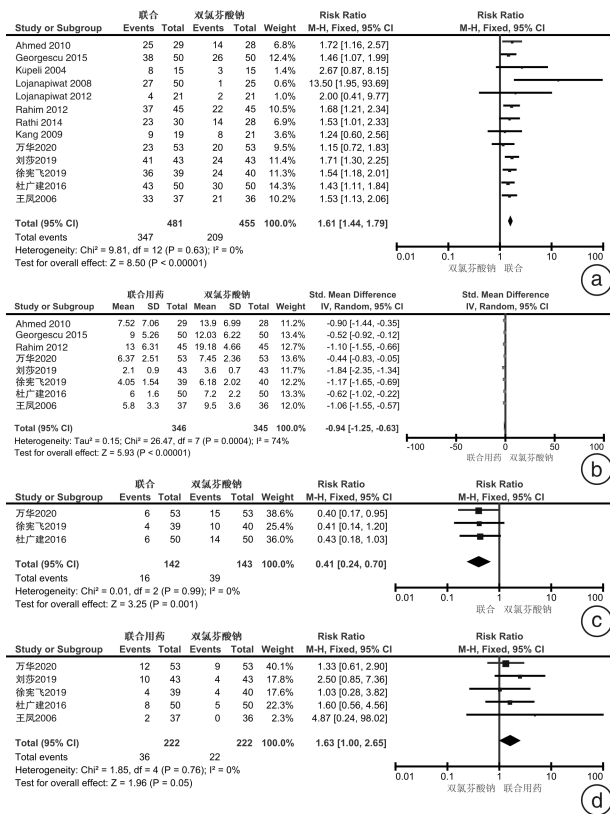 联合 双氯芬酸钠 Risk Ratio Risk Ratio
Study or Subgroup Events Total Events Total Weight M-H, Fixed, 95% CI M-H, Fixed, 95% CI
Ahmed 2010 25 29 14 28 6.8% 1.72 [1.16, 2.57]
Georgescu 2015 38 50 26 50 12.4% 1.46 [1.07, 1.99]
Kupeli 2004 8 15 3 15 1.4% 2.67 [0.87, 8.15]
Lojanapiwat 2008 27 50 1 25 0.6% 13.50 [1.95, 93.69]
Lojanapiwat 2012 4 21 2 21 1.0% 2.00 [0.41, 9.77]
Rahim 2012 37 45 22 45 10.5% 1.68 [1.21, 2.34]
Rathi 2014 23 30 14 28 6.9% 1.53 [1.01, 2.33]
Kang 2009 9 19 8 21 3.6% 1.24 [0.60, 2.56]
万华2020 23 53 20 53 9.5% 1.15 [0.72, 1.83]
刘莎2019 41 43 24 43 11.4% 1.71 [1.30, 2.25]
徐宪飞2019 36 39 24 40 11.3% 1.54 [1.18, 2.01]
杜广建2016 43 50 30 50 14.3% 1.43 [1.11, 1.84]
王凤2006 33 37 21 36 10.2% 1.53 [1.13, 2.06]
Total (95% CI) 481 455 100.0% 1.61 [1.44, 1.79]
Total events 347 209
Heterogeneity: Chi² = 9.81, df = 12 (P = 0.63); I² = 0%
Test for overall effect: Z = 8.50 (P < 0.00001)
0.01 0.1 1 10 100
双氯芬酸钠 联合
a
联合用药 双氯芬酸钠 Std. Mean Difference Std. Mean Difference
Study or Subgroup Mean SD Total Mean SD Total Weight IV, Random, 95% CI IV, Random, 95% CI
Ahmed 2010 7.52 7.06 29 13.9 6.99 28 11.2% -0.90 [-1.44, -0.35]
Georgescu 2015 9 5.26 50 12.03 6.22 50 13.9% -0.52 [-0.92, -0.12]
Rahim 2012 13 6.31 45 19.18 4.66 45 12.9% -1.10 [-1.55, -0.66]
万华2020 6.37 2.51 53 7.45 2.36 53 14.1% -0.44 [-0.83, -0.05]
刘莎2019 2.1 0.9 43 3.6 0.7 43 11.8% -1.84 [-2.35, -1.34]
徐宪飞2019 4.05 1.54 39 6.18 2.02 40 12.2% -1.17 [-1.65, -0.69]
杜广建2016 6 1.6 50 7.2 2.2 50 13.8% -0.62 [-1.02, -0.22]
王凤2006 5.8 3.3 37 9.5 3.6 36 12.1% -1.06 [-1.55, -0.57]
Total (95% CI) 346 345 100.0% -0.94 [-1.25, -0.63]
Heterogeneity: Tau² = 0.15; Chi² = 26.47, df = 7 (P = 0.0004); I² = 74%
Test for overall effect: Z = 5.93 (P < 0.00001)
-100 -50 0 50 100
联合用药 双氯芬酸钠
b
联合 双氯芬酸钠 Risk Ratio Risk Ratio
Study or Subgroup Events Total Events Total Weight M-H, Fixed, 95% CI M-H, Fixed, 95% CI
万华2020 6 53 15 53 38.6% 0.40 [0.17, 0.95]
徐宪飞2019 4 39 10 40 25.4% 0.41 [0.14, 1.20]
杜广建2016 6 50 14 50 36.0% 0.43 [0.18, 1.03]
Total (95% CI) 142 143 100.0% 0.41 [0.24, 0.70]
Total events 16 39
Heterogeneity: Chi² = 0.01, df = 2 (P = 0.99); I² = 0%
Test for overall effect: Z = 3.25 (P = 0.001)
0.01 0.1 1 10 100
联合 双氯芬酸钠
c
联合用药 双氯芬酸钠 Risk Ratio Risk Ratio
Study or Subgroup Events Total Events Total Weight M-H, Fixed, 95% CI M-H, Fixed, 95% CI
万华2020 12 53 9 53 40.1% 1.33 [0.61, 2.90]
刘莎2019 10 43 4 43 17.8% 2.50 [0.85, 7.36]
徐宪飞2019 4 39 4 40 17.6% 1.03 [0.28, 3.82]
杜广建2016 8 50 5 50 22.3% 1.60 [0.56, 4.56]
王凤2006 2 37 0 36 2.3% 4.87 [0.24, 98.02]
Total (95% CI) 222 222 100.0% 1.63 [1.00, 2.65]
Total events 36 22
Heterogeneity: Chi² = 1.85, df = 4 (P = 0.76); I² = 0%
Test for overall effect: Z = 1.96 (P = 0.05)
0.01 0.1 1 10 100
双氯芬酸钠 联合用药
d